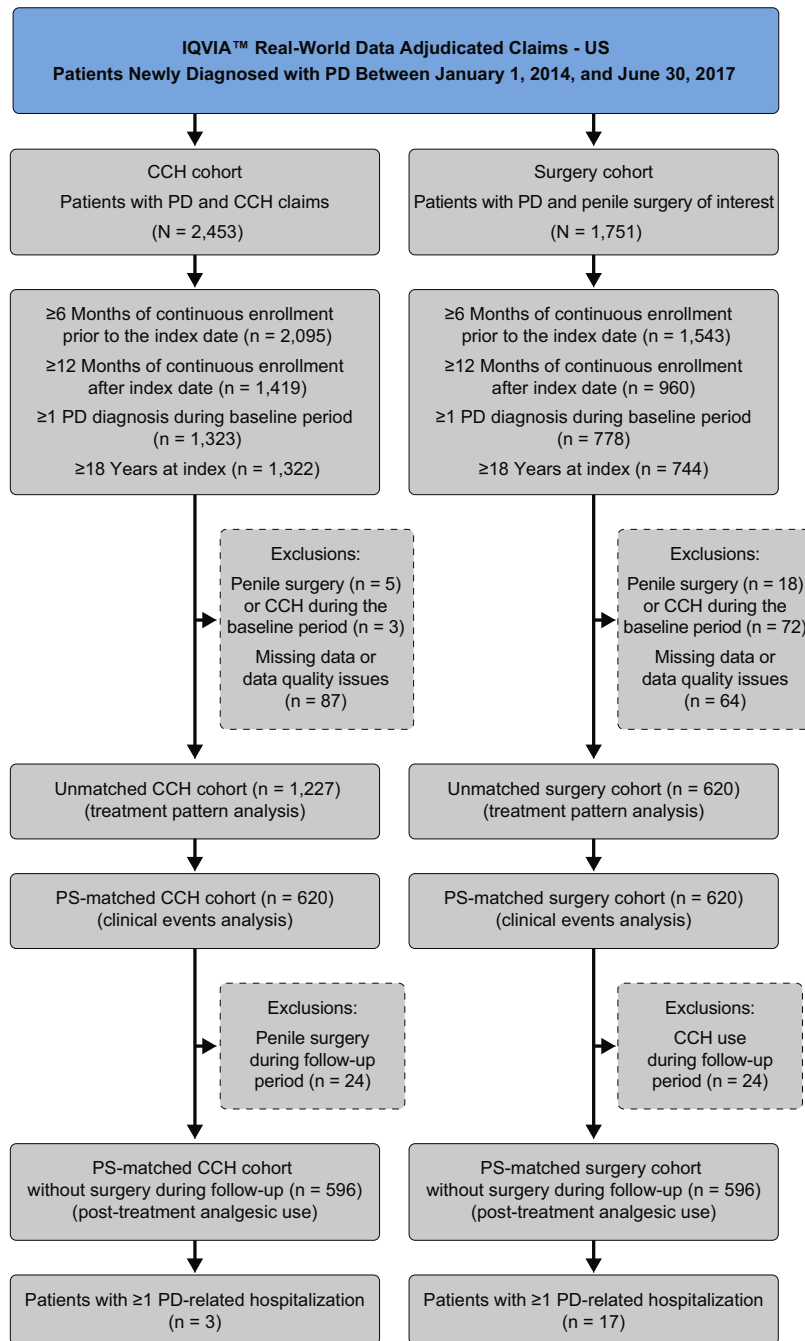 IQVIA™ Real-World Data Adjudicated Claims - US
Patients Newly Diagnosed with PD Between January 1, 2014, and June 30, 2017
CCH cohort
Patients with PD and CCH claims
(N = 2,453)
Surgery cohort
Patients with PD and penile surgery of interest
(N = 1,751)
≥6 Months of continuous enrollment
prior to the index date (n = 2,095)
≥12 Months of continuous enrollment
after index date (n = 1,419)
≥1 PD diagnosis during baseline period
(n = 1,323)
≥18 Years at index (n = 1,322)
≥6 Months of continuous enrollment
prior to the index date (n = 1,543)
≥12 Months of continuous enrollment
after index date (n = 960)
≥1 PD diagnosis during baseline period
(n = 778)
≥18 Years at index (n = 744)
Exclusions:
Penile surgery (n = 5)
or CCH during the
baseline period (n = 3)
Missing data or
data quality issues
(n = 87)
Exclusions:
Penile surgery (n = 18)
or CCH during the
baseline period (n = 72)
Missing data or
data quality issues
(n = 64)
Unmatched CCH cohort (n = 1,227)
(treatment pattern analysis)
Unmatched surgery cohort (n = 620)
(treatment pattern analysis)
PS-matched CCH cohort (n = 620)
(clinical events analysis)
PS-matched surgery cohort (n = 620)
(clinical events analysis)
Exclusions:
Penile surgery
during follow-up
period (n = 24)
Exclusions:
CCH use
during follow-up
period (n = 24)
PS-matched CCH cohort
without surgery during follow-up (n = 596)
(post-treatment analgesic use)
PS-matched surgery cohort
without surgery during follow-up (n = 596)
(post-treatment analgesic use)
Patients with ≥1 PD-related hospitalization
(n = 3)
Patients with ≥1 PD-related hospitalization
(n = 17)